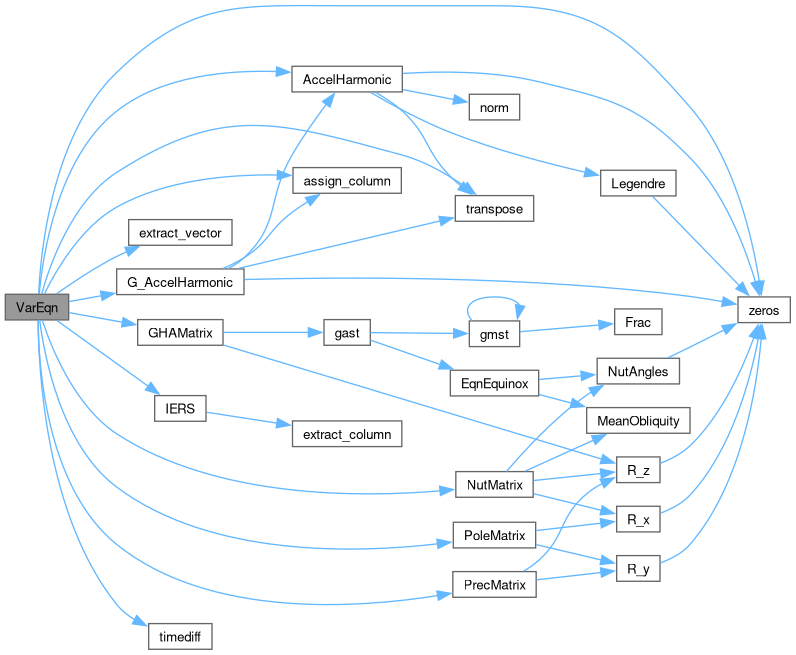 AccelHarmonic
norm
assign_column
Legendre
transpose
extract_vector
G_AccelHarmonic
VarEqn
zeros
GHAMatrix
gast
gmst
Frac
EqnEquinox
NutAngles
IERS
MeanObliquity
extract_column
NutMatrix
R_z
PoleMatrix
R_x
PrecMatrix
R_y
timediff